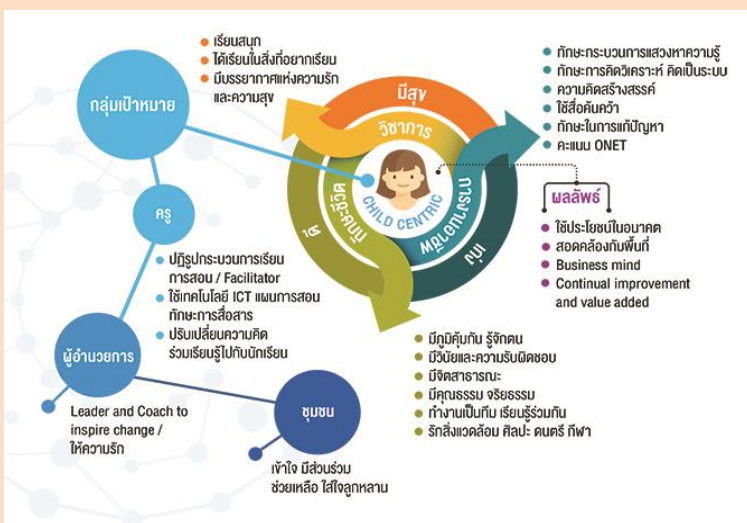 กลุ่มเป้าหมาย
ครู
ปฏิรูปกระบวนการเรียน
การสอน / Facilitator
ใช้เทคโนโลยี ICT แผนการสอน
ทักษะการสื่อสาร
ปรับเปลี่ยนความคิด
ร่วมเรียนรู้ไปกับนักเรียน
ผู้อำนวยการ
Leader and Coach to
inspire change /
ให้ความรัก
ชุมชน
เข้าใจ มีส่วนร่วม
ช่วยเหลือ ใส่ใจลูกหลาน
เรียนสนุก
ได้เรียนในสิ่งที่อยากเรียน
มีบรรยากาศแห่งความรัก
และความสุข
มีสุข
วิชาการ
เก่ง
การงานอาชีพ
ดี
ทักษะชีวิต
CHILD CENTRIC
ทักษะกระบวนการแสวงหาความรู้
ทักษะการคิดวิเคราะห์ คิดเป็นระบบ
ความคิดสร้างสรรค์
ใช้สื่อค้นคว้า
ทักษะในการแก้ปัญหา
คะแนน ONET
ผลลัพธ์
ใช้ประโยชน์ในอนาคต
สอดคล้องกับพื้นที่
Business mind
Continual improvement
and value added
มีภูมิคุ้มกัน รู้จักตน
มีวินัยและความรับผิดชอบ
มีจิตสาธารณะ
มีคุณธรรม จริยธรรม
ทำงานเป็นทีม เรียนรู้ร่วมกัน
รักสิ่งแวดล้อม ศิลปะ ดนตรี กีฬา